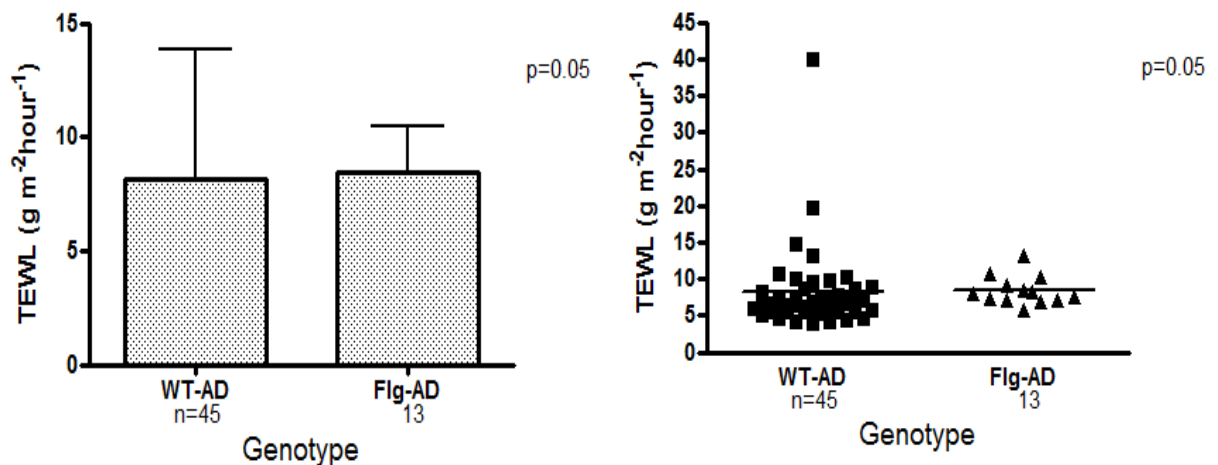 15
10
5
0
TEWL (g m-2hour-1)
p=0.05
WT-AD
Flg-AD
n=45
13
Genotype
45
40
35
30
25
20
15
10
5
0
TEWL (g m-2hour-1)
p=0.05
WT-AD
Flg-AD
n=45
13
Genotype